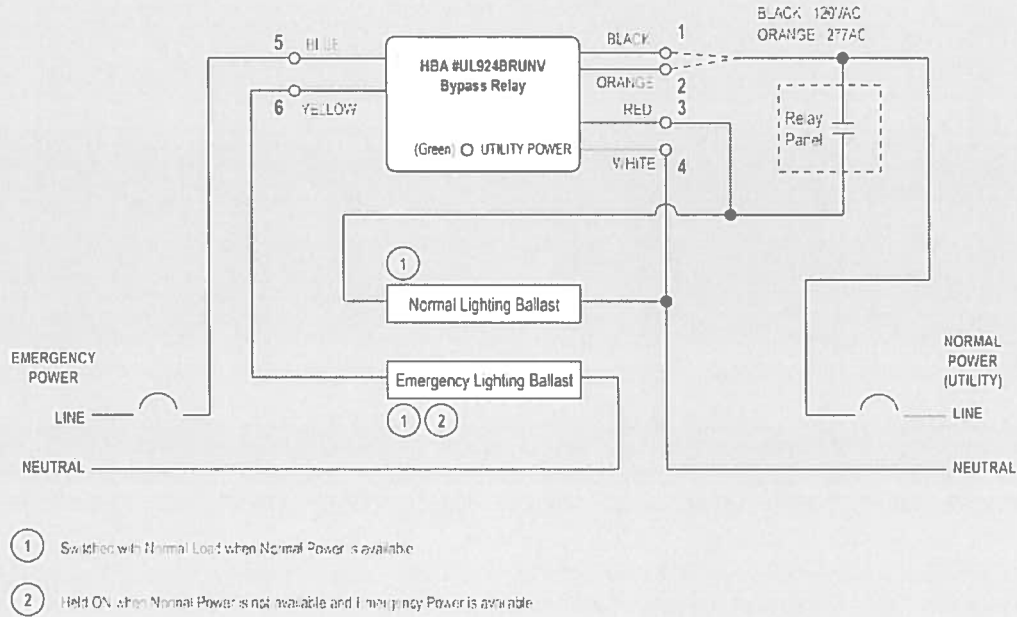 BLACK 120VAC
ORANGE 277AC
5 BLUE
BLACK 1
HBA #UL924BRUNV
Bypass Relay
ORANGE 2
6 YELLOW
RED 3
Relay
Panel
(Green) UTILITY POWER
WHITE 4
1
Normal Lighting Ballast
EMERGENCY
POWER
NORMAL
POWER
(UTILITY)
Emergency Lighting Ballast
LINE
1 2
LINE
NEUTRAL
NEUTRAL
1 Switched with Normal Load when Normal Power is available
2 Held ON when Normal Power is not available and Emergency Power is available